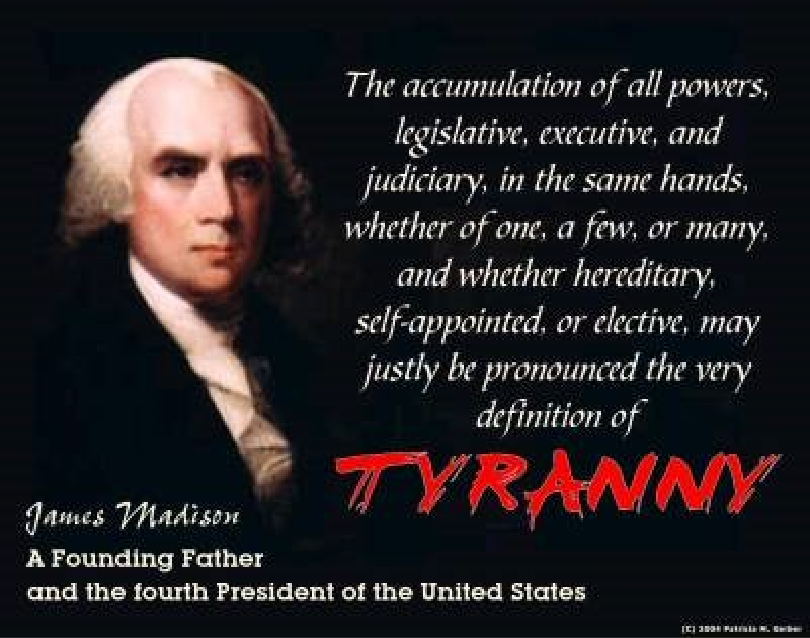 The accumulation of all powers,
legislative, executive, and
judiciary, in the same hands,
whether of one, a few, or many,
and whether hereditary,
self-appointed, or elective, may
justly be pronounced the very
definition of
TYRANNY
James Madison
A Founding Father
and the fourth President of the United States
(C) 2004 Patricia M.